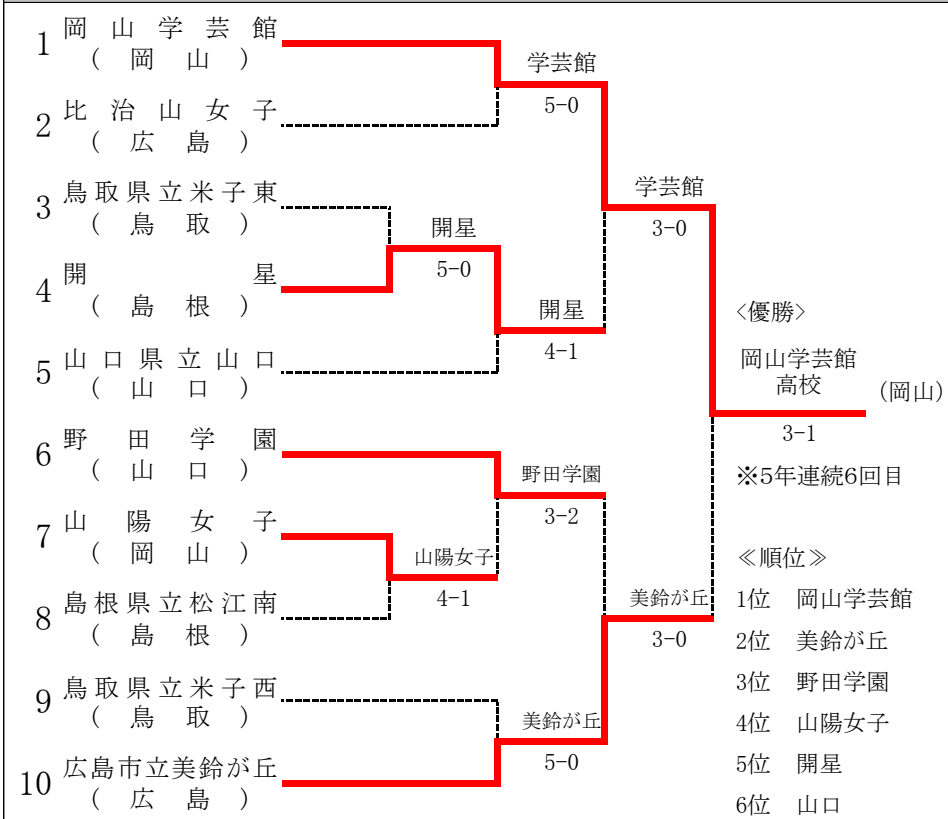 1 岡山学芸館
(岡山)
2 比治山女子
(広島)
3 鳥取県立米子東
(鳥取)
4 開星
(島根)
5 山口県立山口
(山口)
6 野田学園
(山口)
7 山陽女子
(岡山)
8 島根県立松江南
(島根)
9 鳥取県立米子西
(鳥取)
10 広島市立美鈴が丘
(広島)
開星
5-0
山陽女子
4-1
学芸館
5-0
開星
4-1
野田学園
3-2
美鈴が丘
5-0
学芸館
3-0
美鈴が丘
3-0
<優勝>
岡山学芸館
高校
(岡山)
3-1
※5年連続6回目
≪順位≫
1位 岡山学芸館
2位 美鈴が丘
3位 野田学園
4位 山陽女子
5位 開星
6位 山口